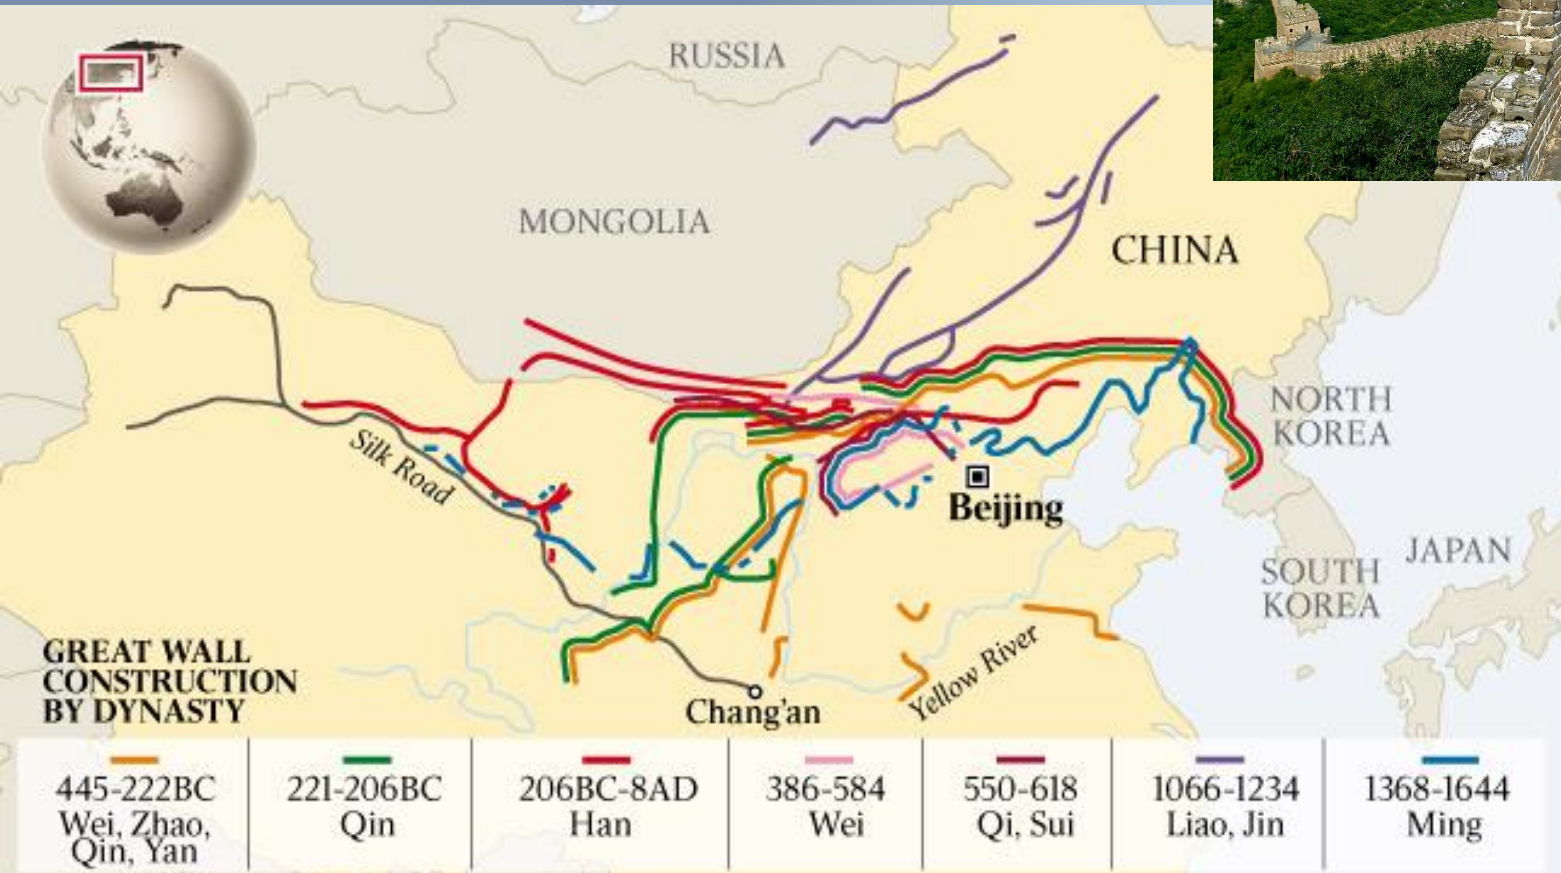 RUSSIA
MONGOLIA
CHINA
NORTH
KOREA
Silk Road
Beijing
JAPAN
SOUTH
KOREA
Yellow River
Chang'an
GREAT WALL
CONSTRUCTION
BY DYNASTY
445-222BC
Wei, Zhao,
Qin, Yan
221-206BC
Qin
206BC-8AD
Han
386-584
Wei
550-618
Qi, Sui
1066-1234
Liao, Jin
1368-1644
Ming